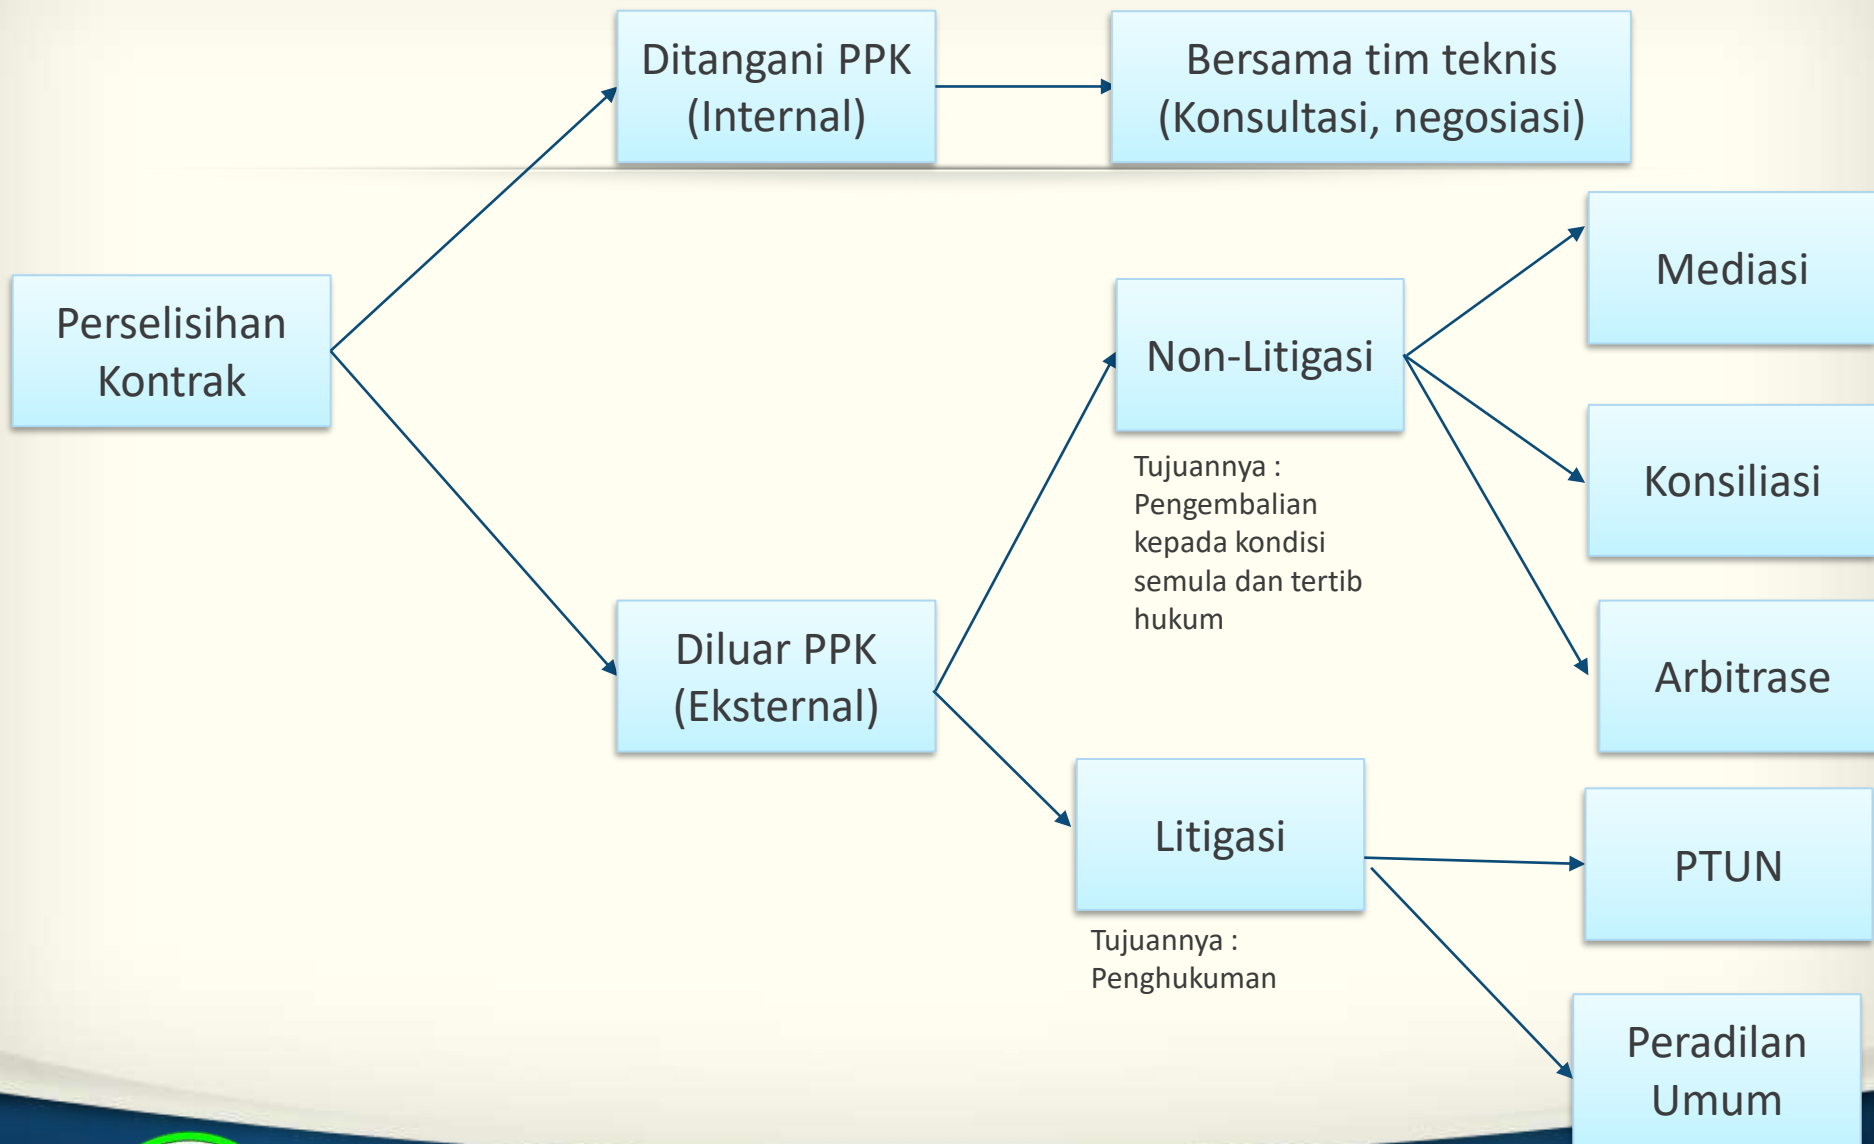 Ditangani PPK
(Internal)
Bersama tim teknis
(Konsultasi, negosiasi)
Perselisihan
Kontrak
Non-Litigasi
Tujuannya :
Pengembalian
kepada kondisi
semula dan tertib
hukum
Mediasi
Konsiliasi
Arbitrase
Diluar PPK
(Eksternal)
Litigasi
Tujuannya :
Penghukuman
PTUN
Peradilan
Umum